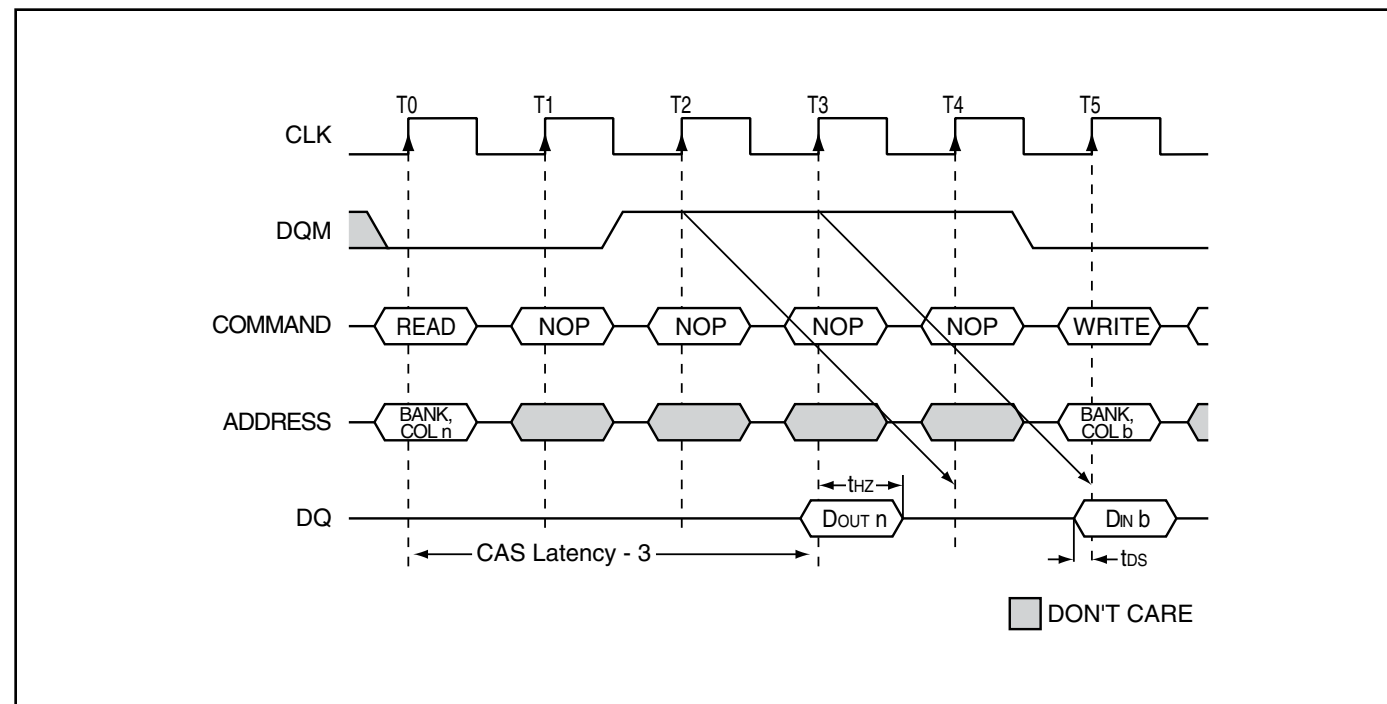 T0 T1 T2 T3 T4 T5
CLK
DQM
COMMAND READ NOP NOP NOP NOP WRITE
ADDRESS BANK, COL n BANK, COL b
tHZ
DQ DOUT n DIN b
CAS Latency - 3 tDS
DON'T CARE